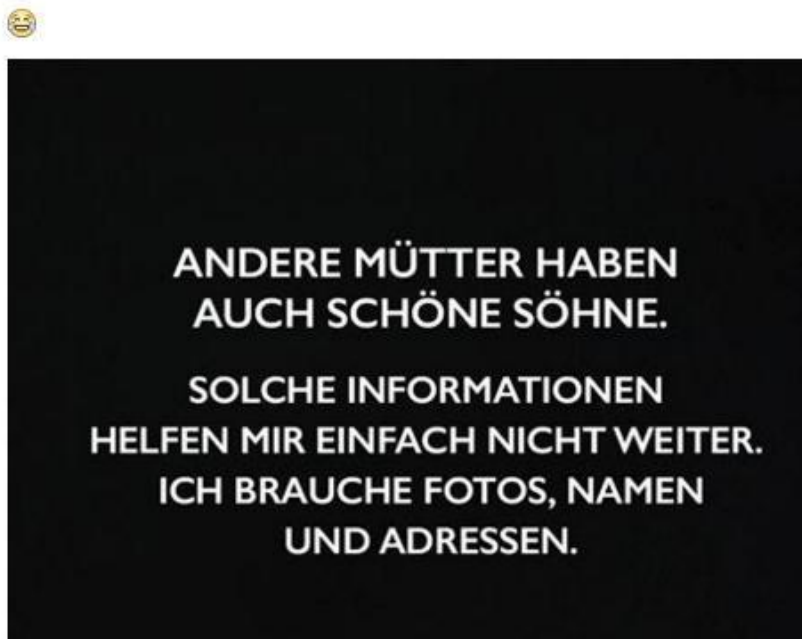 ANDERE MÜTTER HABEN
AUCH SCHÖNE SÖHNE.
SOLCHE INFORMATIONEN
HELFEN MIR EINFACH NICHT WEITER.
ICH BRAUCHE FOTOS, NAMEN
UND ADRESSEN.